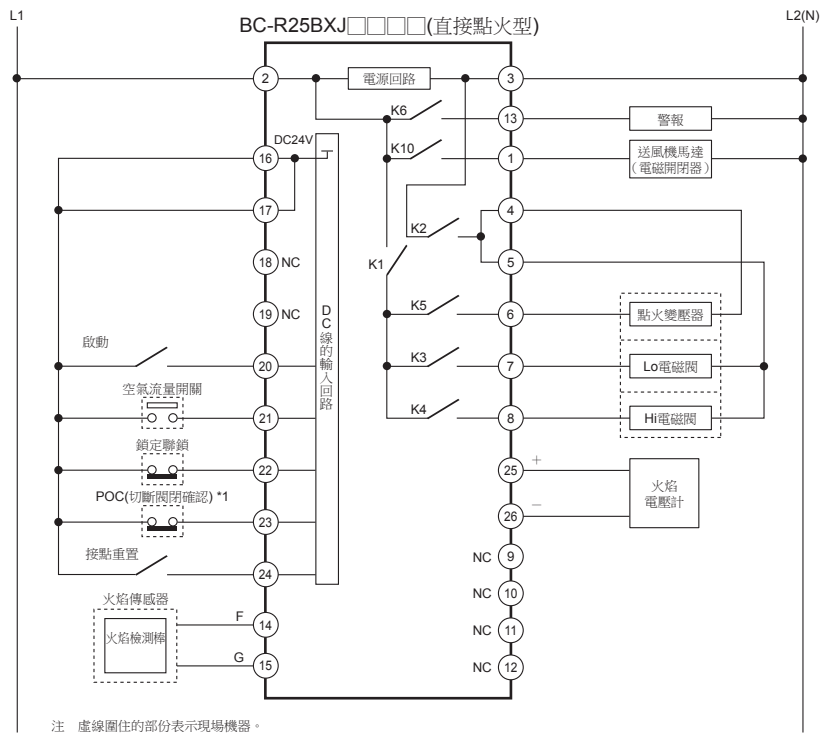 L1
L2(N)
BC-R25BXJ□□□□(直接點火型)
2
電源回路
3
K6
13
警報
DC24V
16
K10
1
送風機馬達
(電磁開閉器)
17
K2
4
K1
5
18 NC
19 NC
K5
6
點火變壓器
DC線的輸入回路
啟動
20
K3
7
Lo電磁閥
空氣流量開關
21
K4
8
Hi電磁閥
鎖定聯鎖
22
25
+
火焰
電壓計
POC(切斷閥閉確認) *1
23
26
−
接點重置
24
NC 9
NC 10
火焰傳感器
火焰檢測棒
F
14
NC 11
G
15
NC 12
注 虛線圍住的部份表示現場機器。